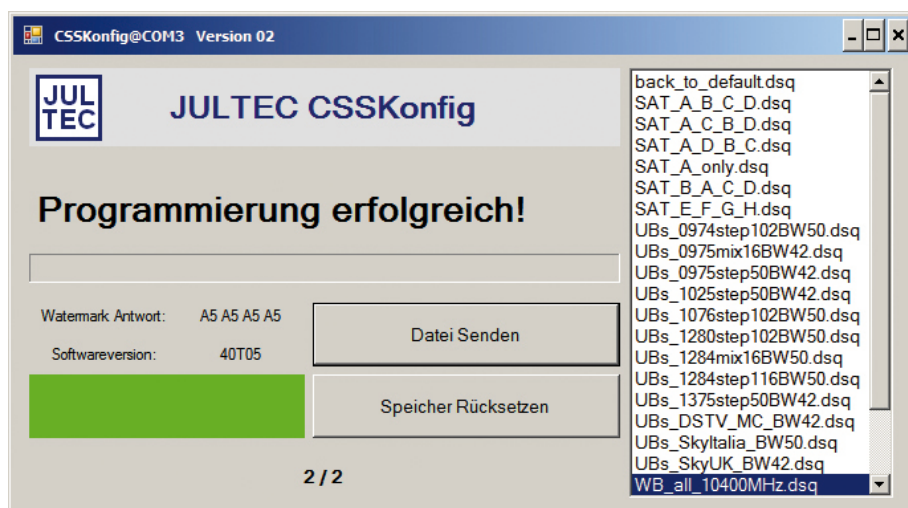 CSSKonfig@COM3 Version 02
JUL
TEC
JULTEC CSSKonfig
Programmierung erfolgreich!
Watermark Antwort: A5 A5 A5 A5
Softwareversion: 40T05
Datei Senden
Speicher Rücksetzen
2 / 2
back_to_default.dsq
SAT_A_B_C_D.dsq
SAT_A_C_B_D.dsq
SAT_A_D_B_C.dsq
SAT_A_only.dsq
SAT_B_A_C_D.dsq
SAT_E_F_G_H.dsq
UBs_0974step102BW50.dsq
UBs_0975mix16BW42.dsq
UBs_0975step50BW42.dsq
UBs_1025step50BW42.dsq
UBs_1076step102BW50.dsq
UBs_1280step102BW50.dsq
UBs_1284mix16BW50.dsq
UBs_1284step116BW50.dsq
UBs_1375step50BW42.dsq
UBs_DSTV_MC_BW42.dsq
UBs_SkyItalia_BW50.dsq
UBs_SkyUK_BW42.dsq
WB_all_10400MHz.dsq